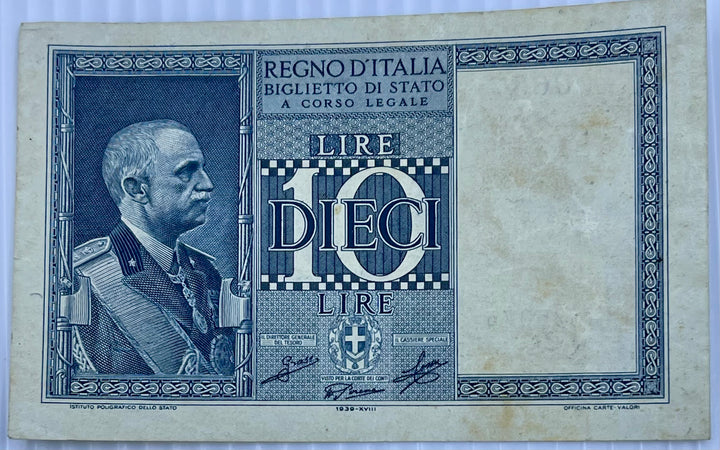 REGNO D'ITALIA
BIGLIETTO DI STATO
A CORSO LEGALE
LIRE
10
DIECI
LIRE
IL DIRETTORE GENERALE
DEL TESORO
IL CASSIERE SPECIALE
VISTO PER LA CORTE DEI CONTI
ISTITUTO POLIGRAFICO DELLO STATO
1939-XVIII
OFFICINA CARTE-VALORI